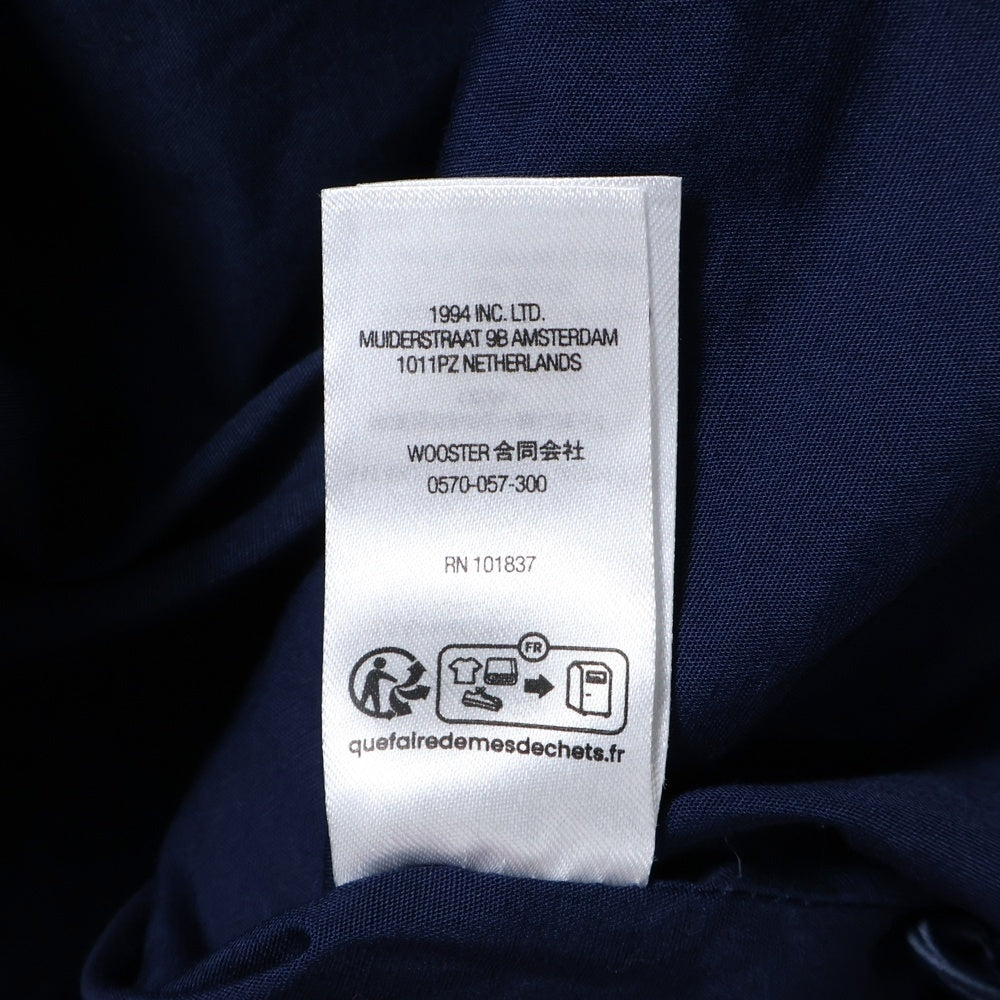 1994 INC. LTD.
MUIDERSTRAAT 9B AMSTERDAM
1011PZ NETHERLANDS
WOOSTER 合同会社
0570-057-300
RN 101837
FR
quefairedemesdechets.fr